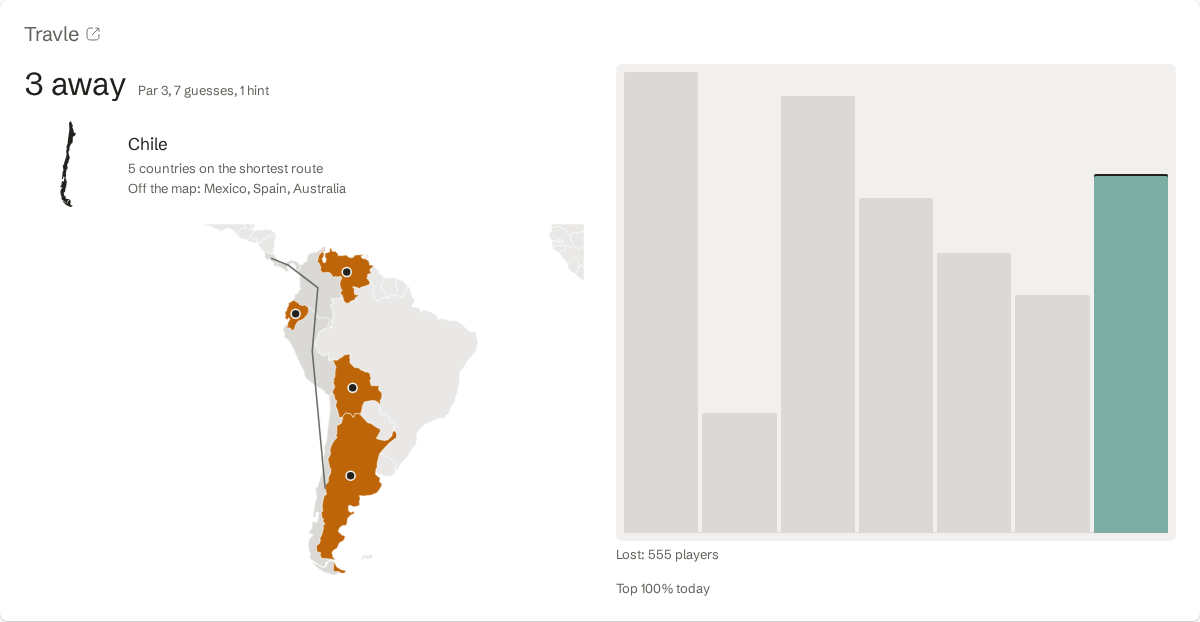 Travle
3 away
Par 3, 7 guesses, 1 hint
Chile
5 countries on the shortest route
Off the map: Mexico, Spain, Australia
Lost: 555 players
Top 100% today